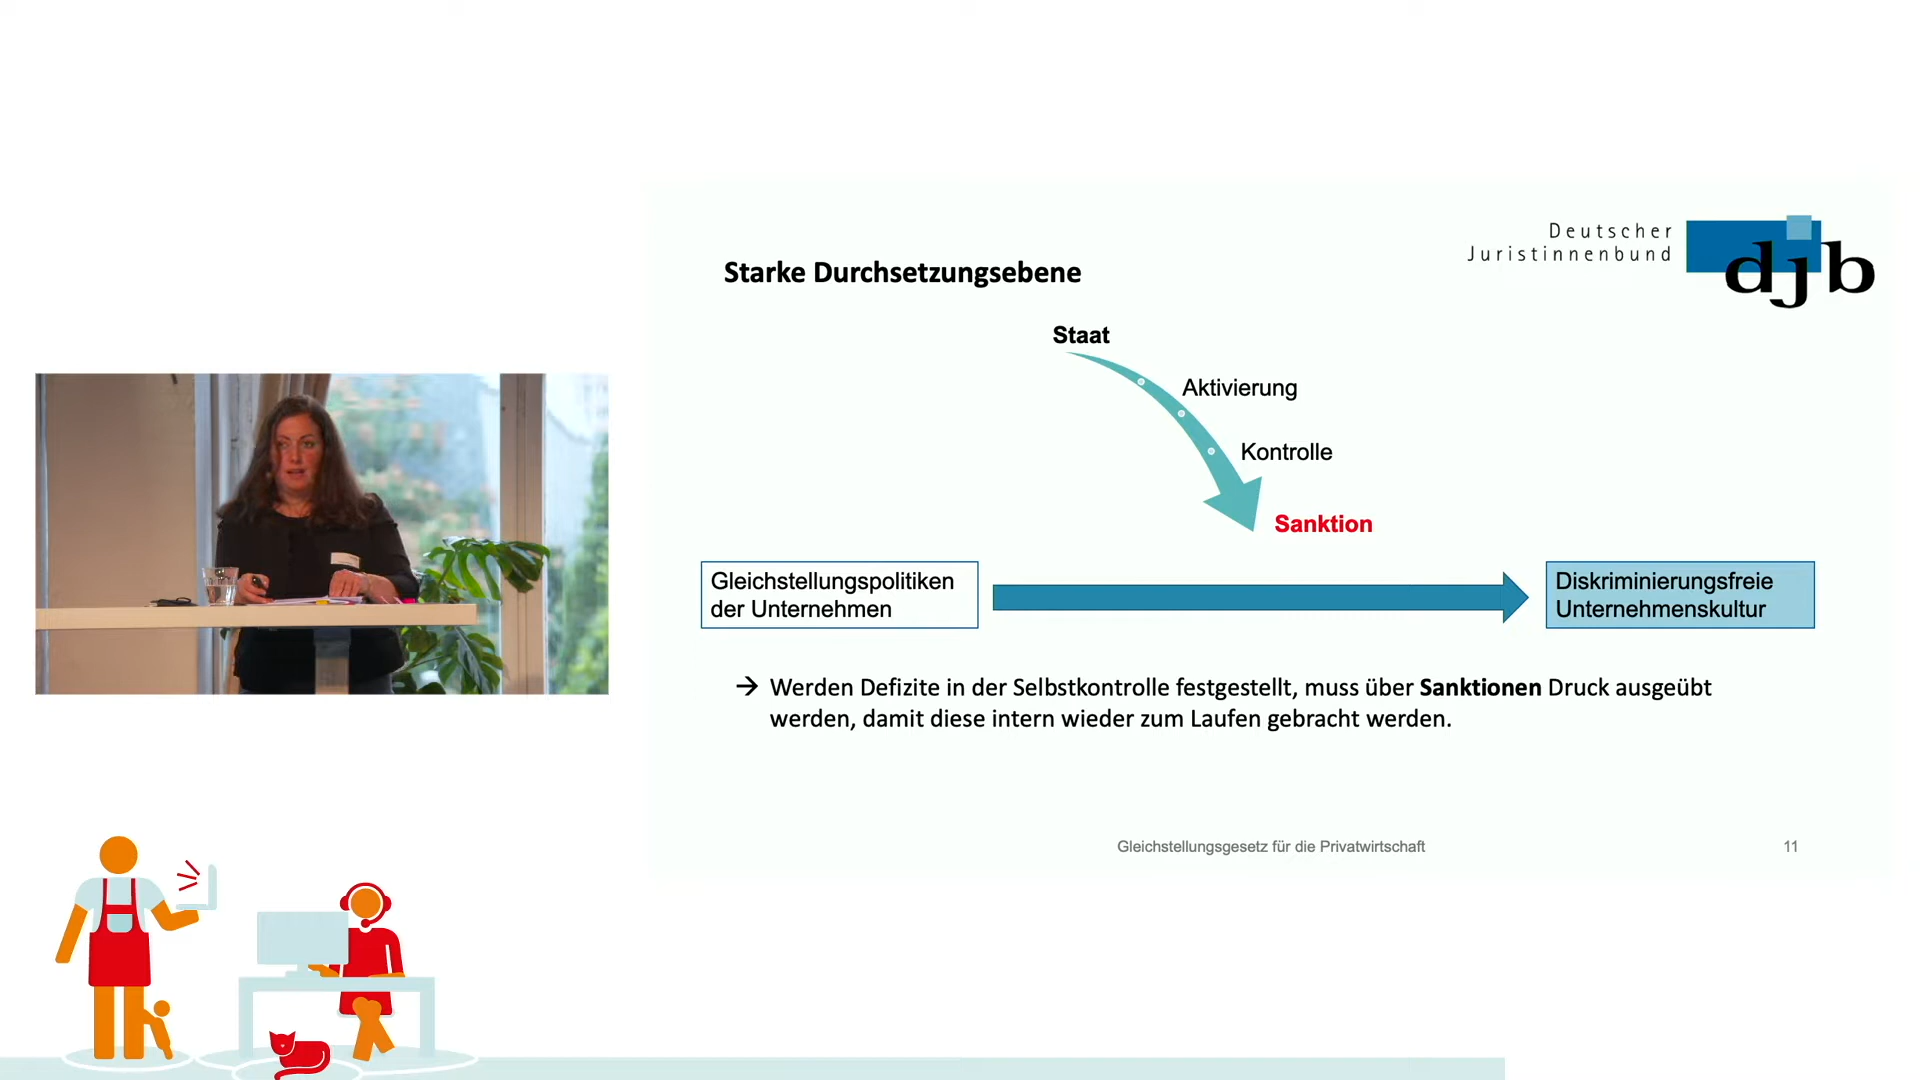 Deutscher
Juristinnenbund
djb
Starke Durchsetzungsebene
Staat
Aktivierung
Kontrolle
Sanktion
Gleichstellungspolitiken
der Unternehmen
Diskriminierungsfreie
Unternehmenskultur
→ Werden Defizite in der Selbstkontrolle festgestellt, muss über Sanktionen Druck ausgeübt
werden, damit diese intern wieder zum Laufen gebracht werden.
Gleichstellungsgesetz für die Privatwirtschaft
11